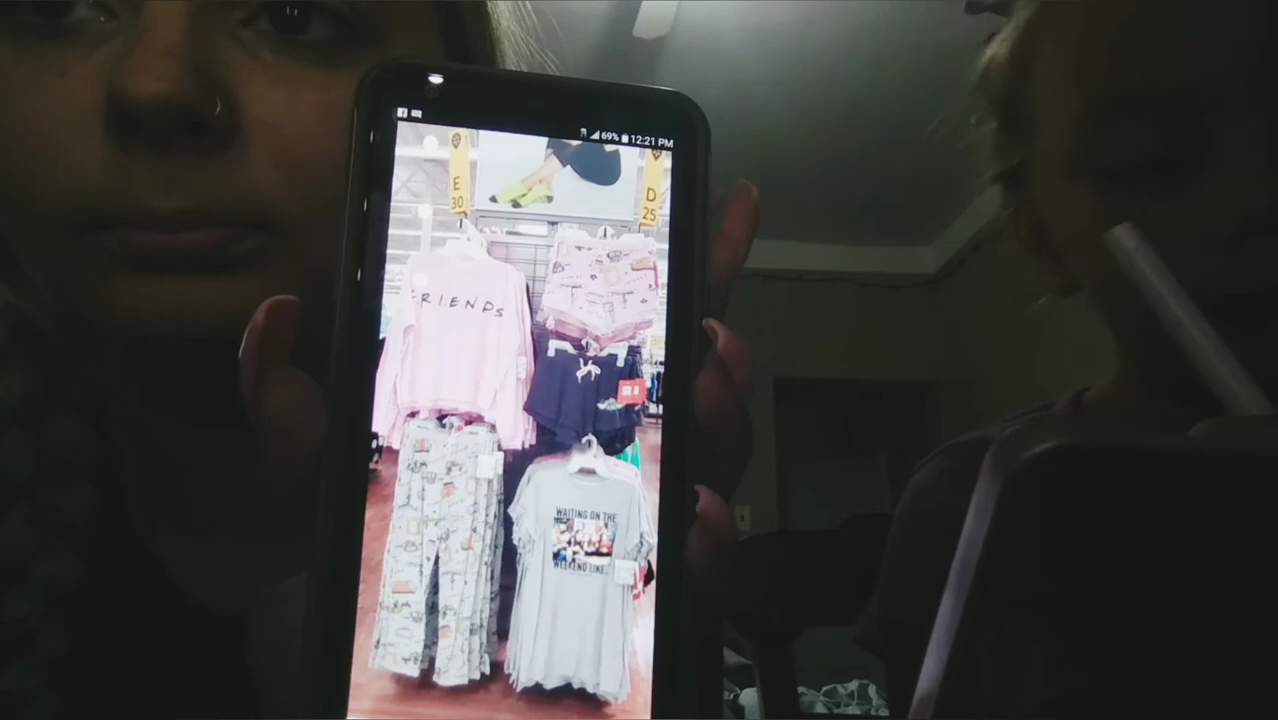 69% 12:21 PM
E
30
D
25
FRIENDS
WAITING ON THE
WEEKEND LIKE...